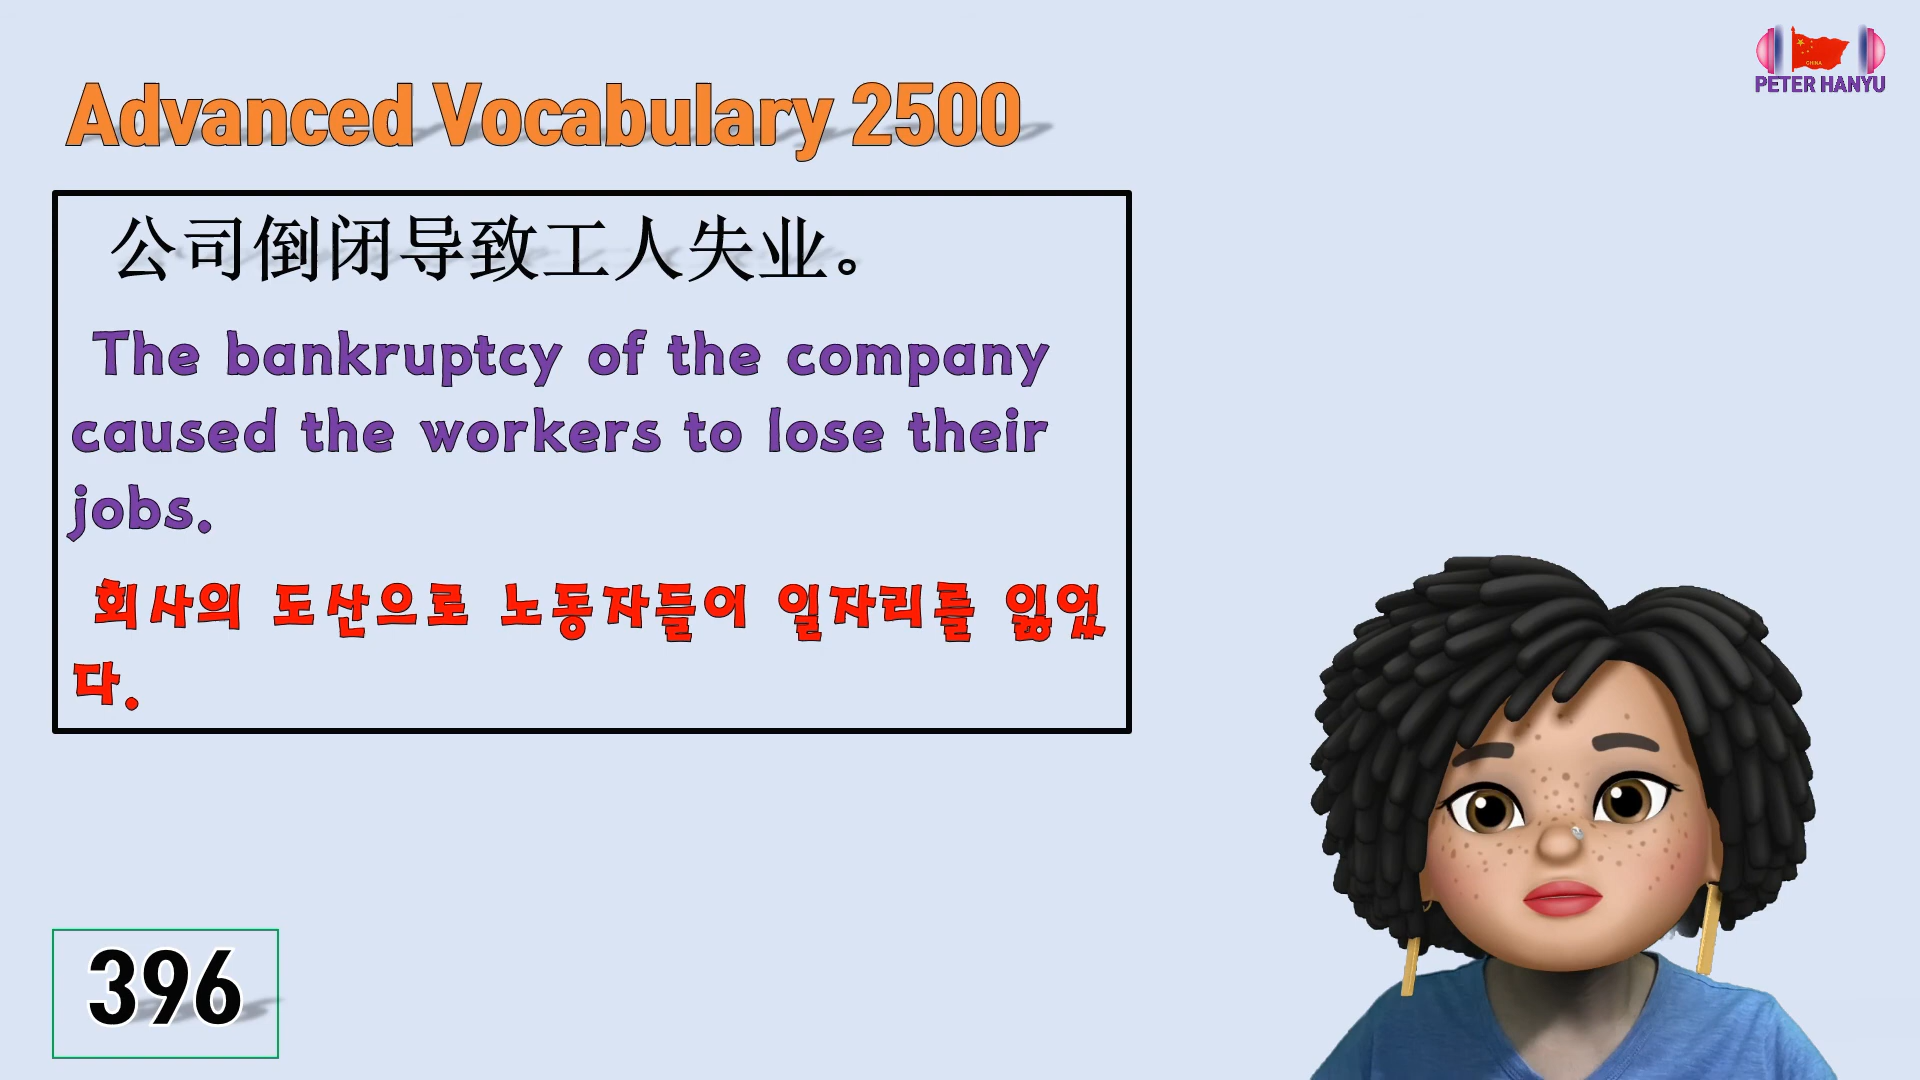 PETER HANYU
Advanced Vocabulary 2500
公司倒闭导致工人失业。
The bankruptcy of the company
caused the workers to lose their
jobs.
회사의 도산으로 노동자들이 일자리를 잃었
다.
396